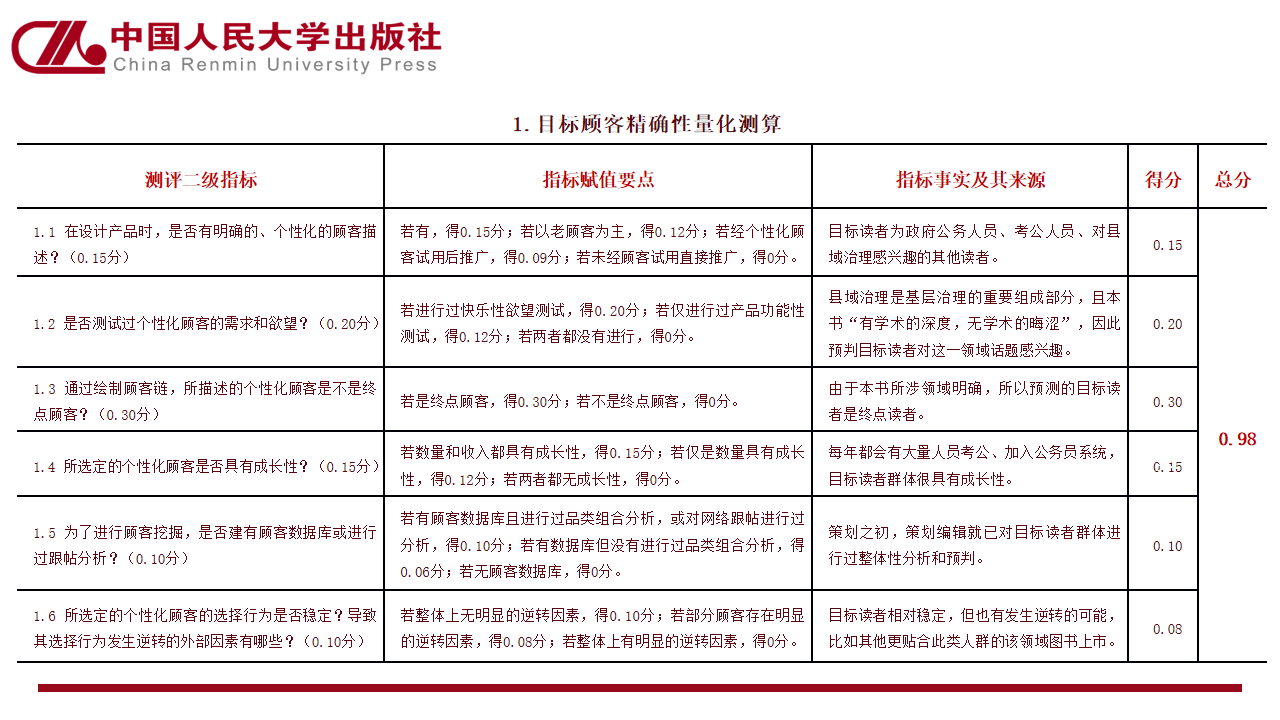 中国人民大学出版社
China Renmin University Press
1.目标顾客精确性量化测算
测评二级指标
指标赋值要点
指标事实及其来源
得分
总分
1.1 在设计产品时，是否有明确的、个性化的顾客描
述？（0.15分）
若有，得0.15分；若以老顾客为主，得0.12分；若经个性化顾
客试用后推广，得0.09分；若未经顾客试用直接推广，得0分。
目标读者为政府公务人员、考公人员、对县
域治理感兴趣的其他读者。
0.15
1.2 是否测试过个性化顾客的需求和欲望？（0.20分）
若进行过快乐性欲望测试，得0.20分；若仅进行过产品功能性
测试，得0.12分；若两者都没有进行，得0分。
县域治理是基层治理的重要组成部分，且本
书“有学术的深度，无学术的晦涩”，因此
预判目标读者对这一领域话题感兴趣。
0.20
1.3 通过绘制顾客链，所描述的个性化顾客是不是终
点顾客？（0.30分）
若是终点顾客，得0.30分；若不是终点顾客，得0分。
由于本书所涉领域明确，所以预测的目标读
者是终点读者。
0.30
1.4 所选定的个性化顾客是否具有成长性？（0.15分）
若数量和收入都具有成长性，得0.15分；若仅是数量具有成长
性，得0.12分；若两者都无成长性，得0分。
每年都会有大量人员考公、加入公务员系统，
目标读者群体很具有成长性。
0.15
1.5 为了进行顾客挖掘，是否建有顾客数据库或进行
过跟帖分析？（0.10分）
若有顾客数据库且进行过品类组合分析，或对网络跟帖进行过
分析，得0.10分；若有数据库但没有进行过品类组合分析，得
0.06分；若无顾客数据库，得0分。
策划之初，策划编辑就已对目标读者群体进
行过整体性分析和预判。
0.10
1.6 所选定的个性化顾客的选择行为是否稳定？导致
其选择行为发生逆转的外部因素有哪些？（0.10分）
若整体上无明显的逆转因素，得0.10分；若部分顾客存在明显
的逆转因素，得0.08分；若整体上有明显的逆转因素，得0分。
目标读者相对稳定，但也有发生逆转的可能，
比如其他更贴合此类人群的该领域图书上市。
0.08
0.98